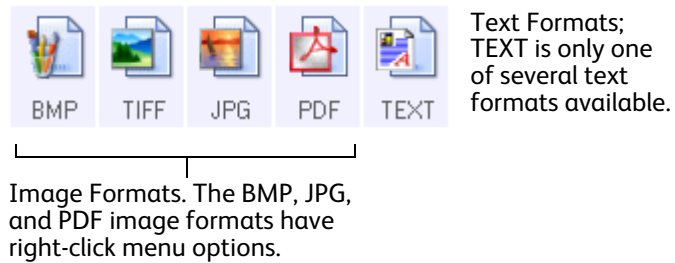 BMP TIFF JPG PDF TEXT
Text Formats;
TEXT is only one
of several text
formats available.
Image Formats. The BMP, JPG,
and PDF image formats have
right-click menu options.